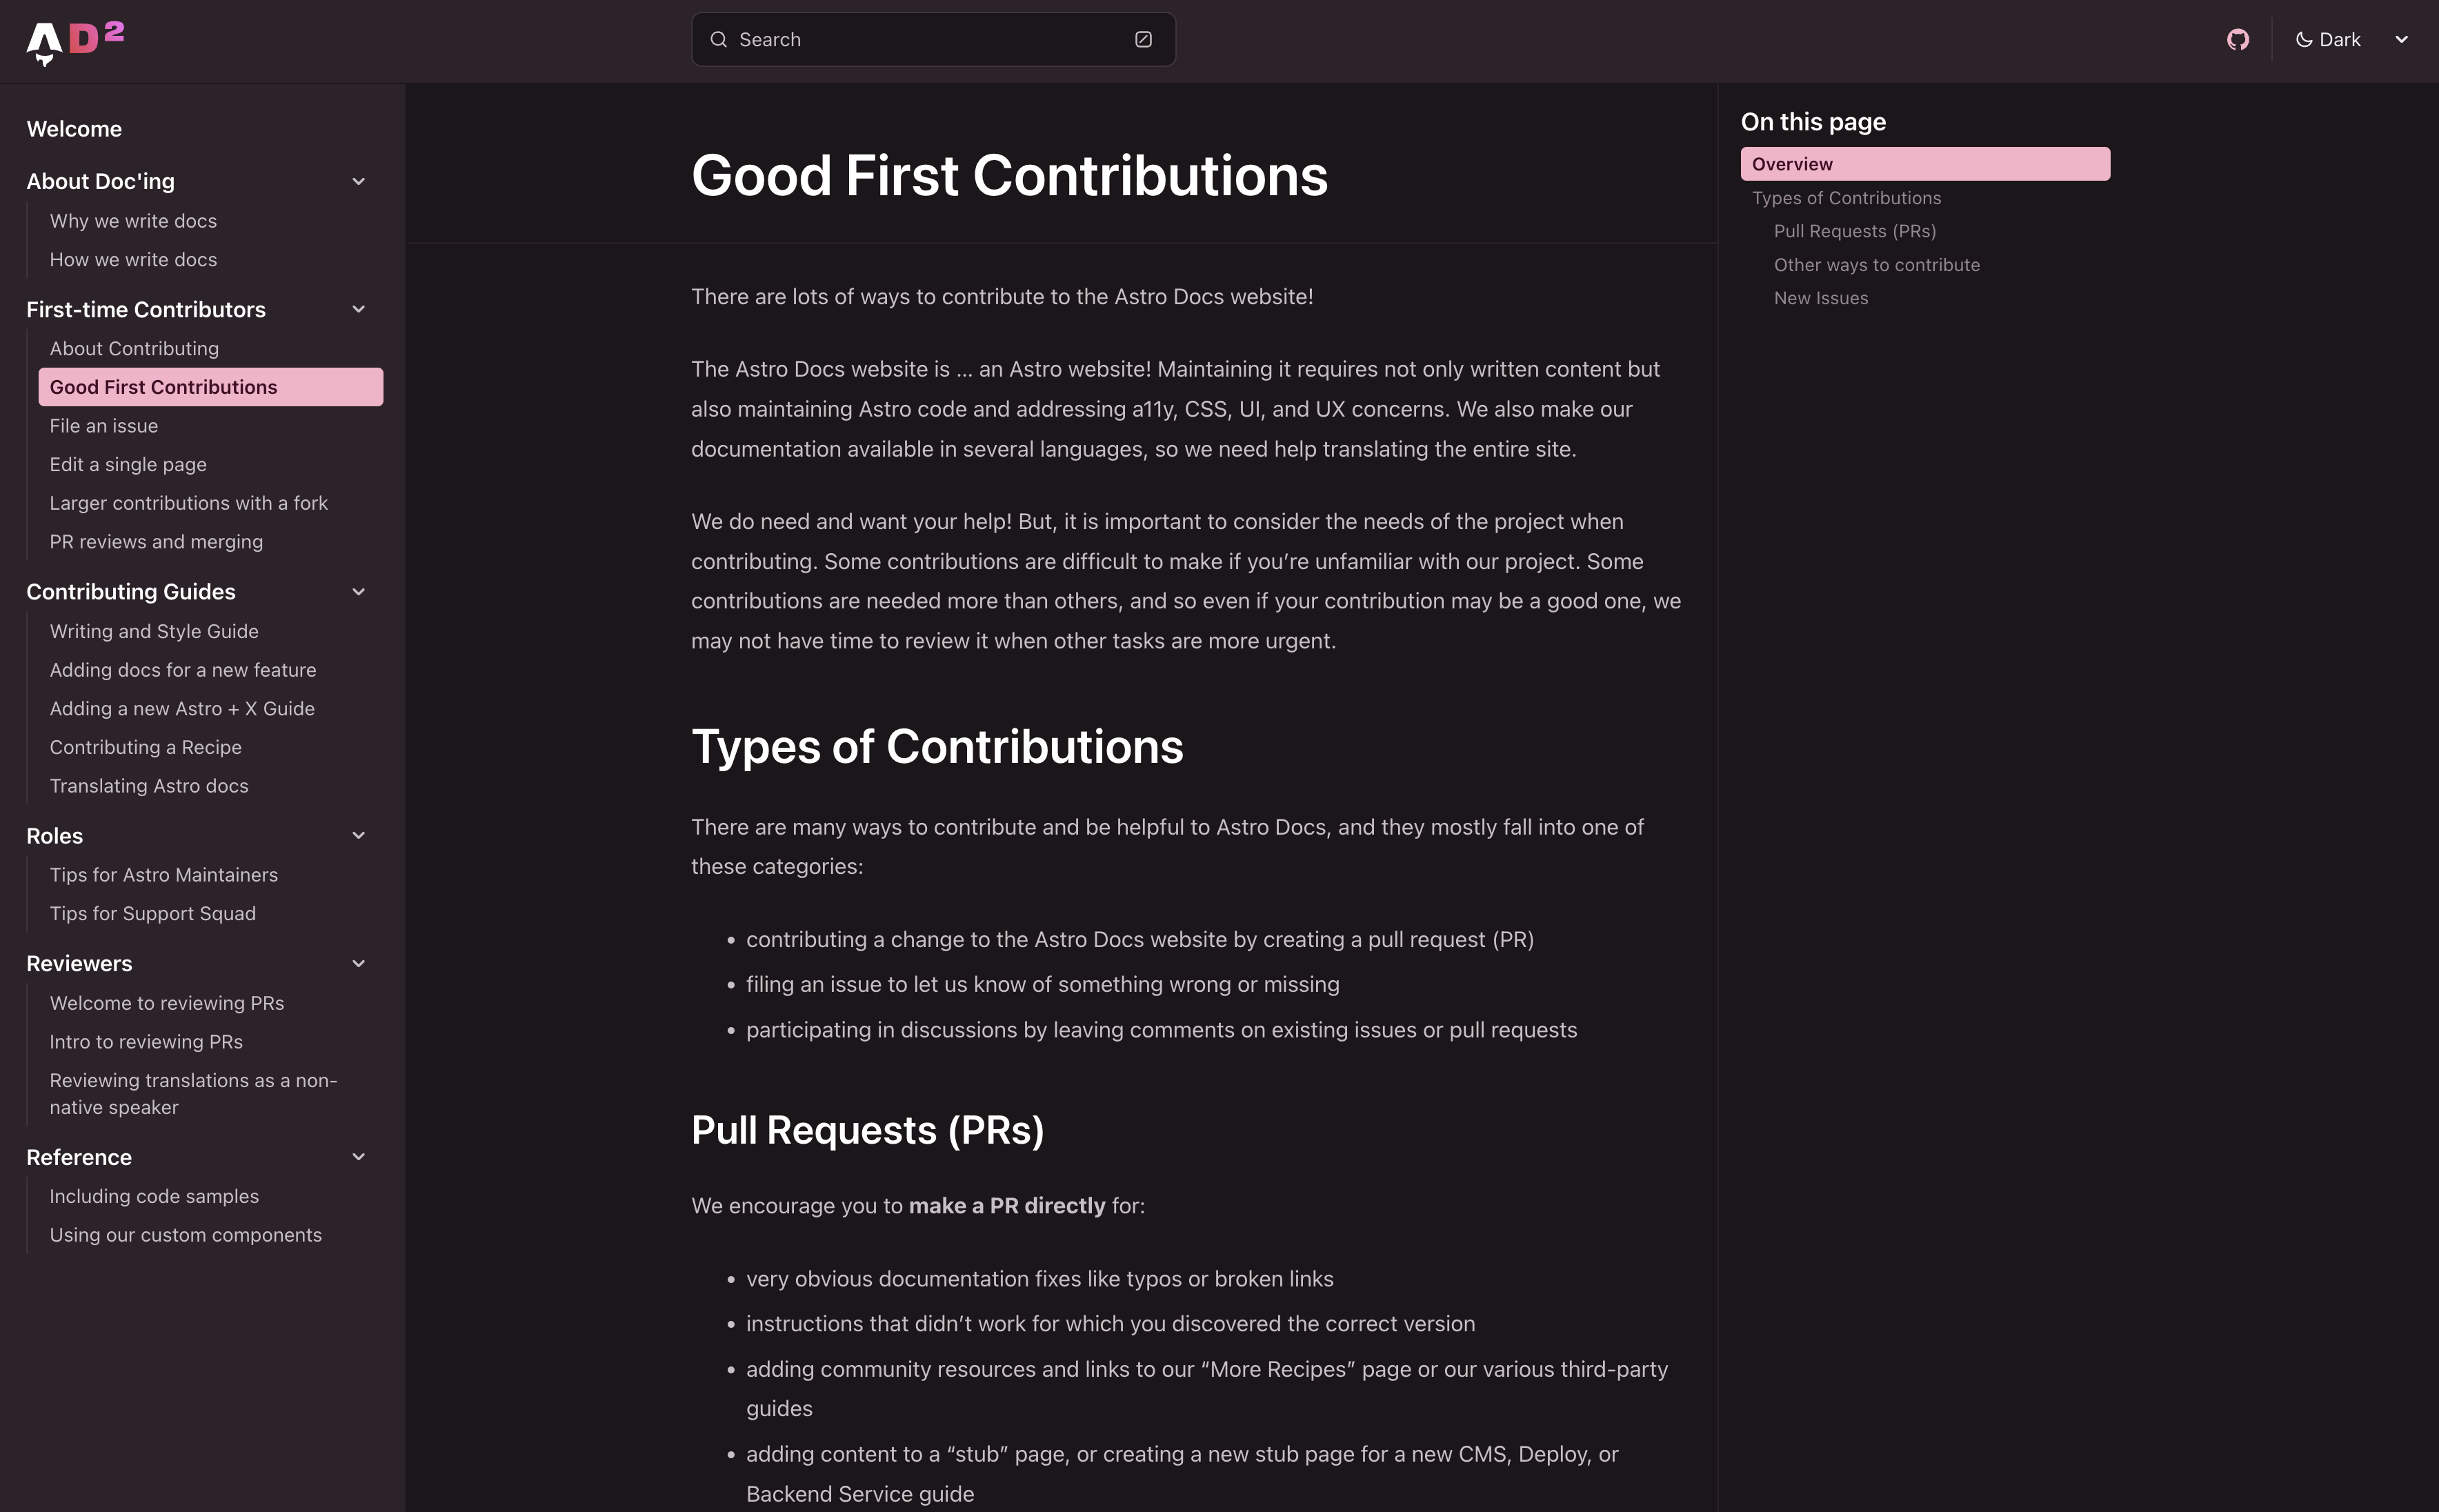 AD²
Search
Dark
Welcome
About Doc'ing
Why we write docs
How we write docs
First-time Contributors
About Contributing
Good First Contributions
File an issue
Edit a single page
Larger contributions with a fork
PR reviews and merging
Contributing Guides
Writing and Style Guide
Adding docs for a new feature
Adding a new Astro + X Guide
Contributing a Recipe
Translating Astro docs
Roles
Tips for Astro Maintainers
Tips for Support Squad
Reviewers
Welcome to reviewing PRs
Intro to reviewing PRs
Reviewing translations as a non-
native speaker
Reference
Including code samples
Using our custom components
Good First Contributions
There are lots of ways to contribute to the Astro Docs website!
The Astro Docs website is … an Astro website! Maintaining it requires not only written content but
also maintaining Astro code and addressing a11y, CSS, UI, and UX concerns. We also make our
documentation available in several languages, so we need help translating the entire site.
We do need and want your help! But, it is important to consider the needs of the project when
contributing. Some contributions are difficult to make if you’re unfamiliar with our project. Some
contributions are needed more than others, and so even if your contribution may be a good one, we
may not have time to review it when other tasks are more urgent.
Types of Contributions
There are many ways to contribute and be helpful to Astro Docs, and they mostly fall into one of
these categories:
• contributing a change to the Astro Docs website by creating a pull request (PR)
• filing an issue to let us know of something wrong or missing
• participating in discussions by leaving comments on existing issues or pull requests
Pull Requests (PRs)
We encourage you to make a PR directly for:
• very obvious documentation fixes like typos or broken links
• instructions that didn’t work for which you discovered the correct version
• adding community resources and links to our “More Recipes” page or our various third-party
guides
• adding content to a “stub” page, or creating a new stub page for a new CMS, Deploy, or
Backend Service guide
On this page
Overview
Types of Contributions
Pull Requests (PRs)
Other ways to contribute
New Issues